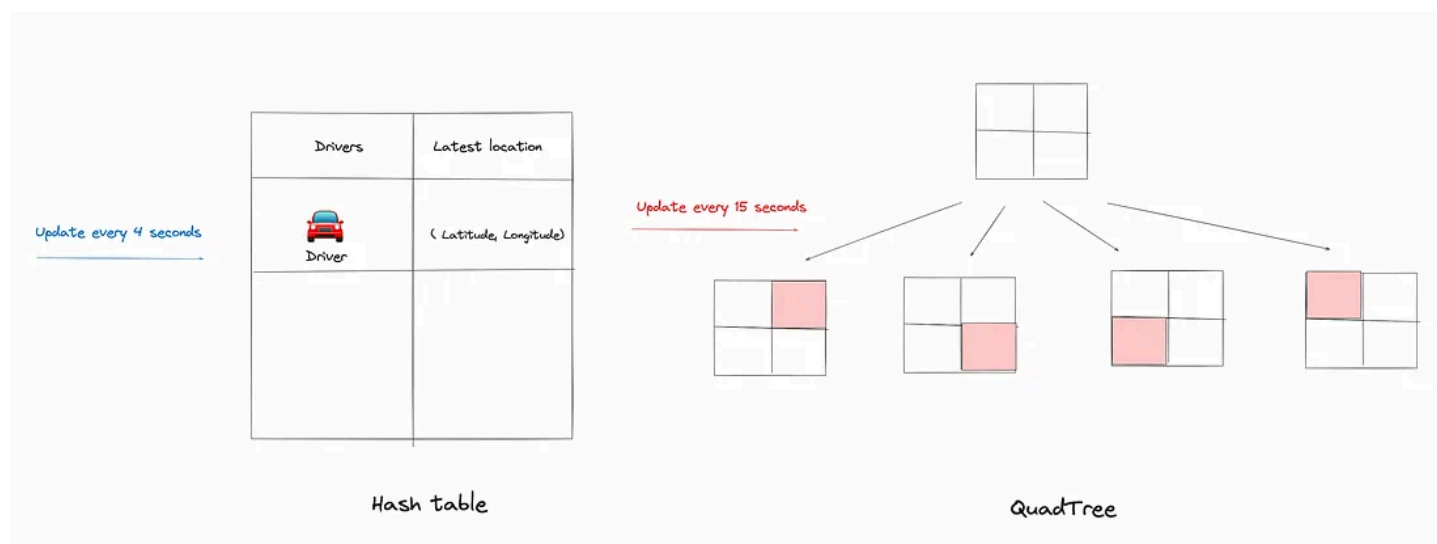 Update every 4 seconds
Drivers
Latest location
Driver
( Latitude, Longitude)
Hash table
Update every 15 seconds
QuadTree